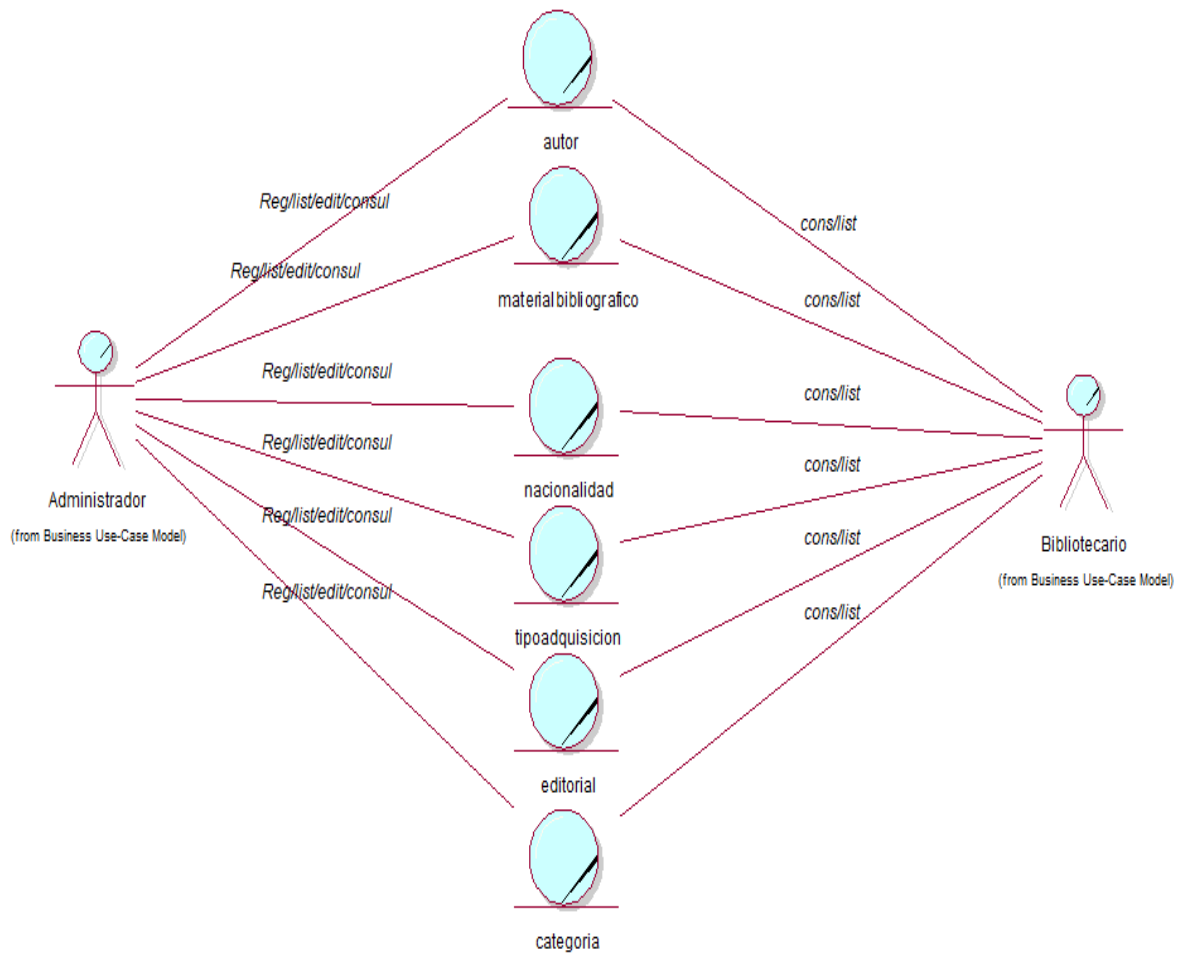 autor
Reg/list/edit/consul
cons/list
Reg/list/edit/consul
materialbibliografico
cons/list
Reg/list/edit/consul
cons/list
Reg/list/edit/consul
nacionalidad
cons/list
Administrador
(from Business Use-Case Model)
Reg/list/edit/consul
cons/list
Bibliotecario
(from Business Use-Case Model)
Reg/list/edit/consul
cons/list
tipoadquisicion
editorial
categoria